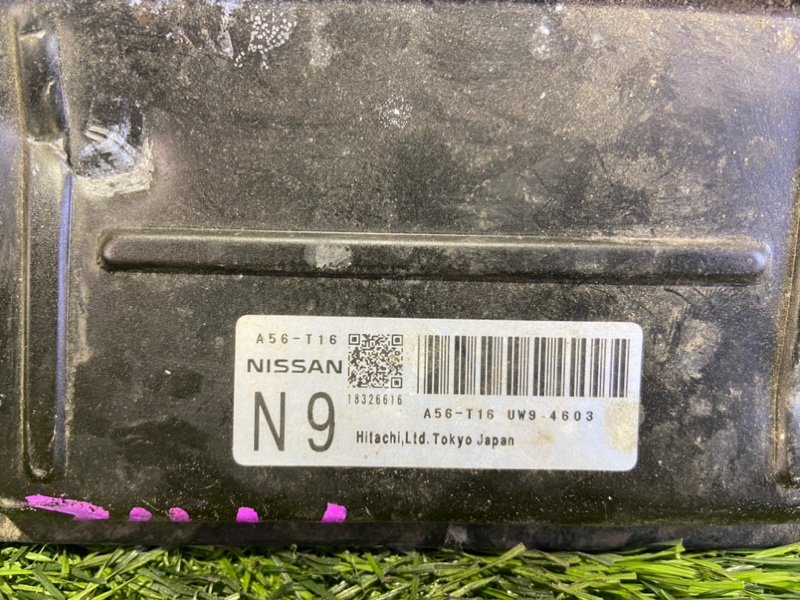 A56-T16
NISSAN
18326616
N9
A56-T16 UW9 4603
Hitachi,Ltd.Tokyo Japan